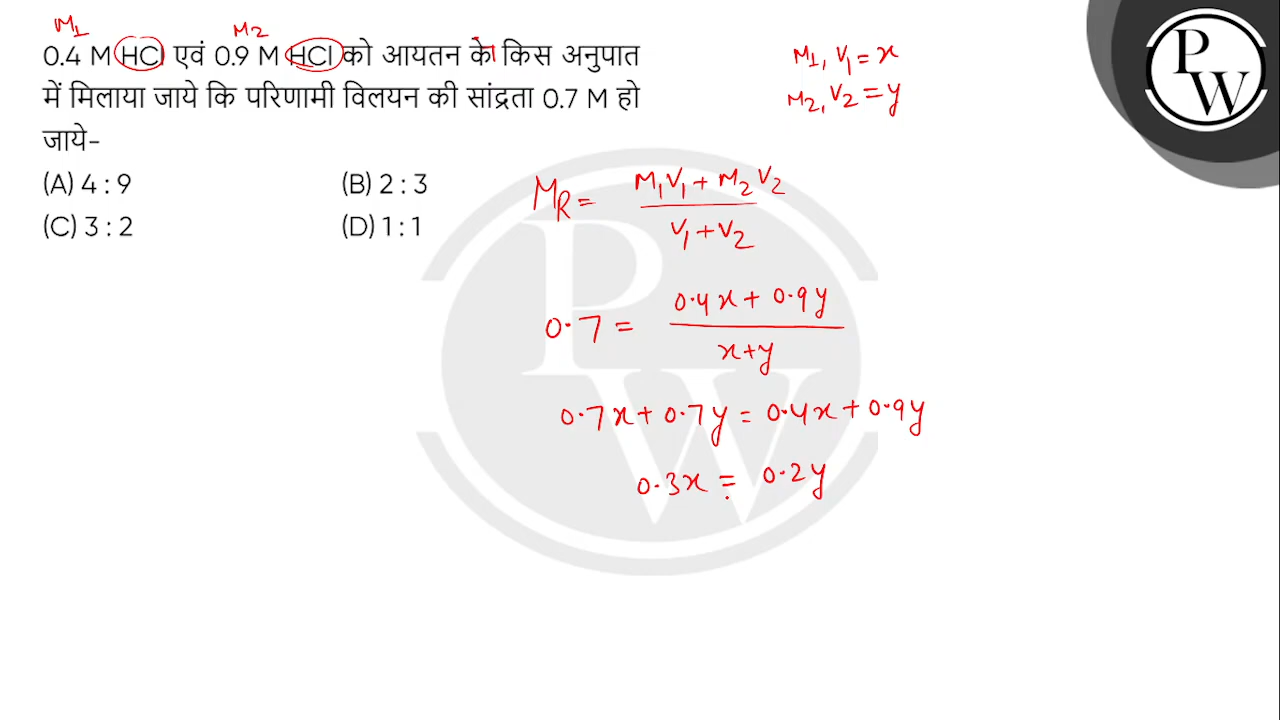 M₁ M₂
0.4 M HCl एवं 0.9 M HCl को आयतन के किस अनुपात
में मिलाया जाये कि परिणामी विलयन की सांद्रता 0.7 M हो
जाये-
(A) 4 : 9 (B) 2 : 3
(C) 3 : 2 (D) 1 : 1
M₁, V₁ = x
M₂, V₂ = y
M_R = (M₁V₁ + M₂V₂) / (V₁ + V₂)
0.7 = (0.4x + 0.9y) / (x+y)
0.7x + 0.7y = 0.4x + 0.9y
0.3x = 0.2y
P
W
P
W